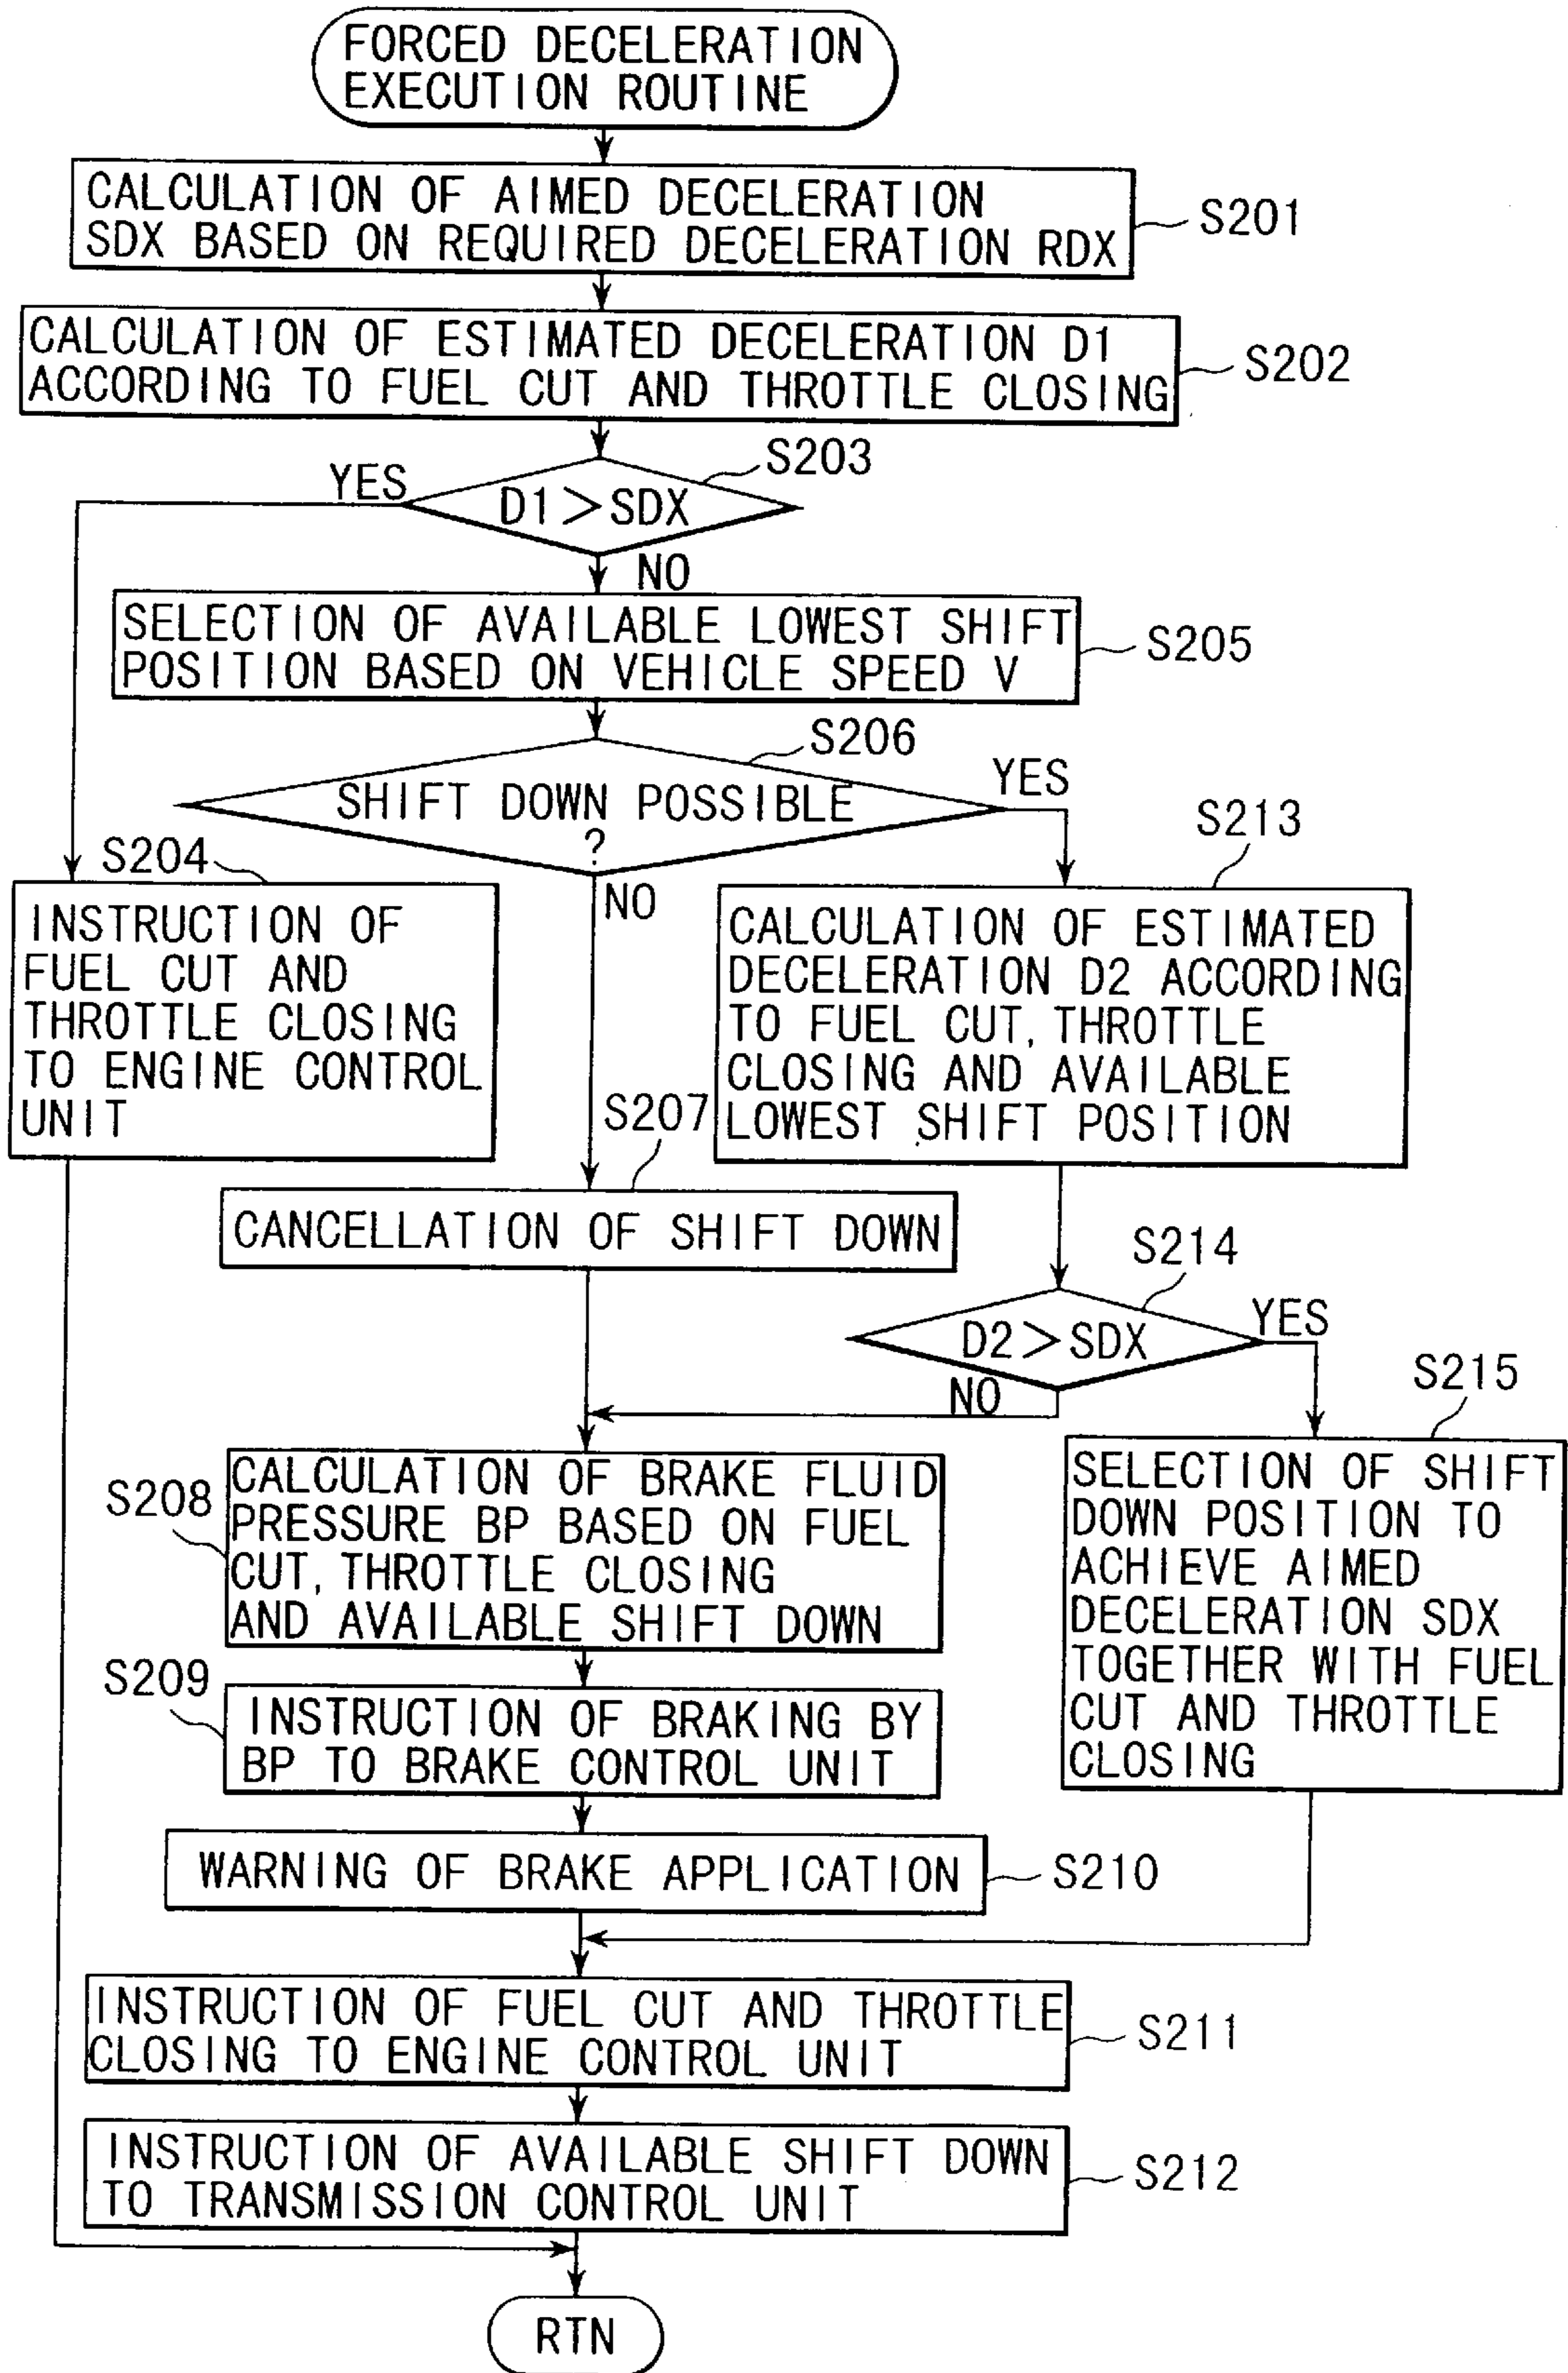 FORCED DECELERATION
EXECUTION ROUTINE
CALCULATION OF AIMED DECELERATION
SDX BASED ON REQUIRED DECELERATION RDX
S201
CALCULATION OF ESTIMATED DECELERATION D1
ACCORDING TO FUEL CUT AND THROTTLE CLOSING
S202
S203
YES
D1>SDX
NO
SELECTION OF AVAILABLE LOWEST SHIFT
POSITION BASED ON VEHICLE SPEED V
S205
S206
YES
SHIFT DOWN POSSIBLE
?
NO
S204
INSTRUCTION OF
FUEL CUT AND
THROTTLE CLOSING
TO ENGINE CONTROL
UNIT
S213
CALCULATION OF ESTIMATED
DECELERATION D2 ACCORDING
TO FUEL CUT, THROTTLE
CLOSING AND AVAILABLE
LOWEST SHIFT POSITION
S207
CANCELLATION OF SHIFT DOWN
S214
D2>SDX
YES
NO
S215
SELECTION OF SHIFT
DOWN POSITION TO
ACHIEVE AIMED
DECELERATION SDX
TOGETHER WITH FUEL
CUT AND THROTTLE
CLOSING
S208
CALCULATION OF BRAKE FLUID
PRESSURE BP BASED ON FUEL
CUT, THROTTLE CLOSING
AND AVAILABLE SHIFT DOWN
S209
INSTRUCTION OF BRAKING BY
BP TO BRAKE CONTROL UNIT
WARNING OF BRAKE APPLICATION
S210
INSTRUCTION OF FUEL CUT AND THROTTLE
CLOSING TO ENGINE CONTROL UNIT
S211
INSTRUCTION OF AVAILABLE SHIFT DOWN
TO TRANSMISSION CONTROL UNIT
S212
RTN